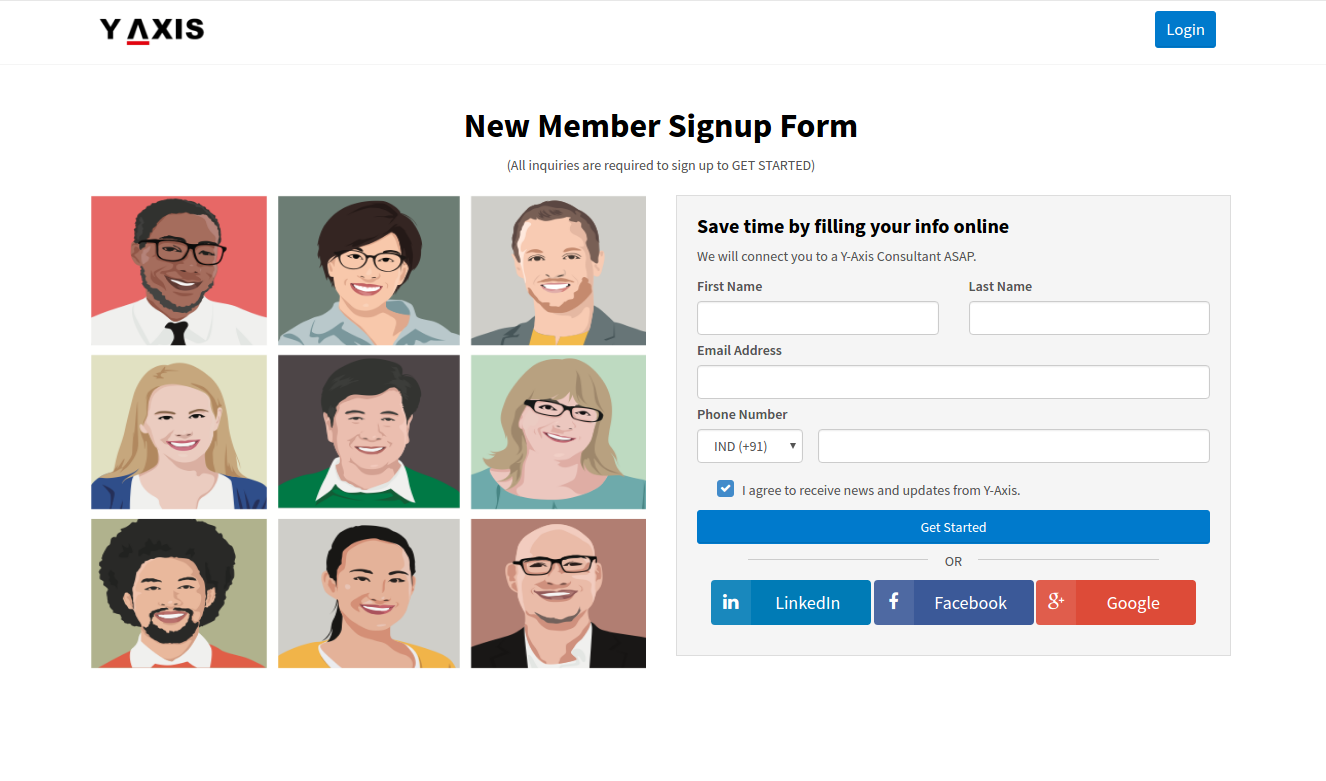 Y AXIS
Login
New Member Signup Form
(All inquiries are required to sign up to GET STARTED)
Save time by filling your info online
We will connect you to a Y-Axis Consultant ASAP.
First Name Last Name
Email Address
Phone Number
IND (+91)
I agree to receive news and updates from Y-Axis.
Get Started
OR
in LinkedIn f Facebook g+ Google